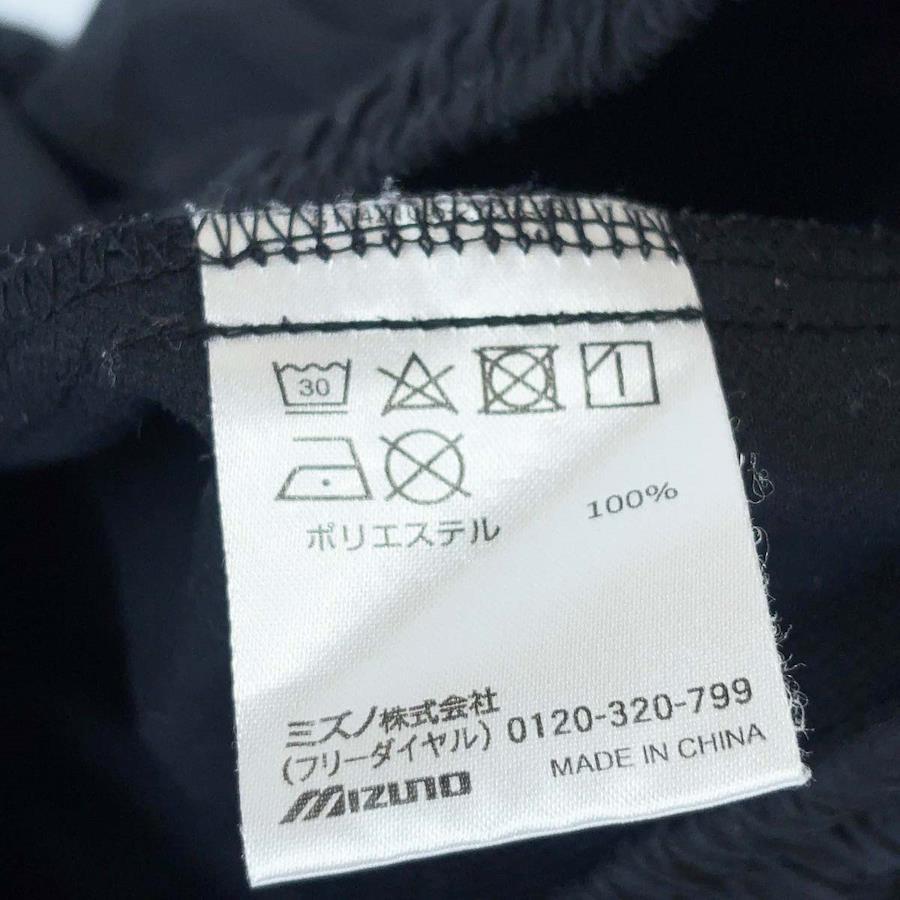 30
ポリエステル 100%
ミズノ株式会社
(フリーダイヤル) 0120-320-799
MIZUNO MADE IN CHINA